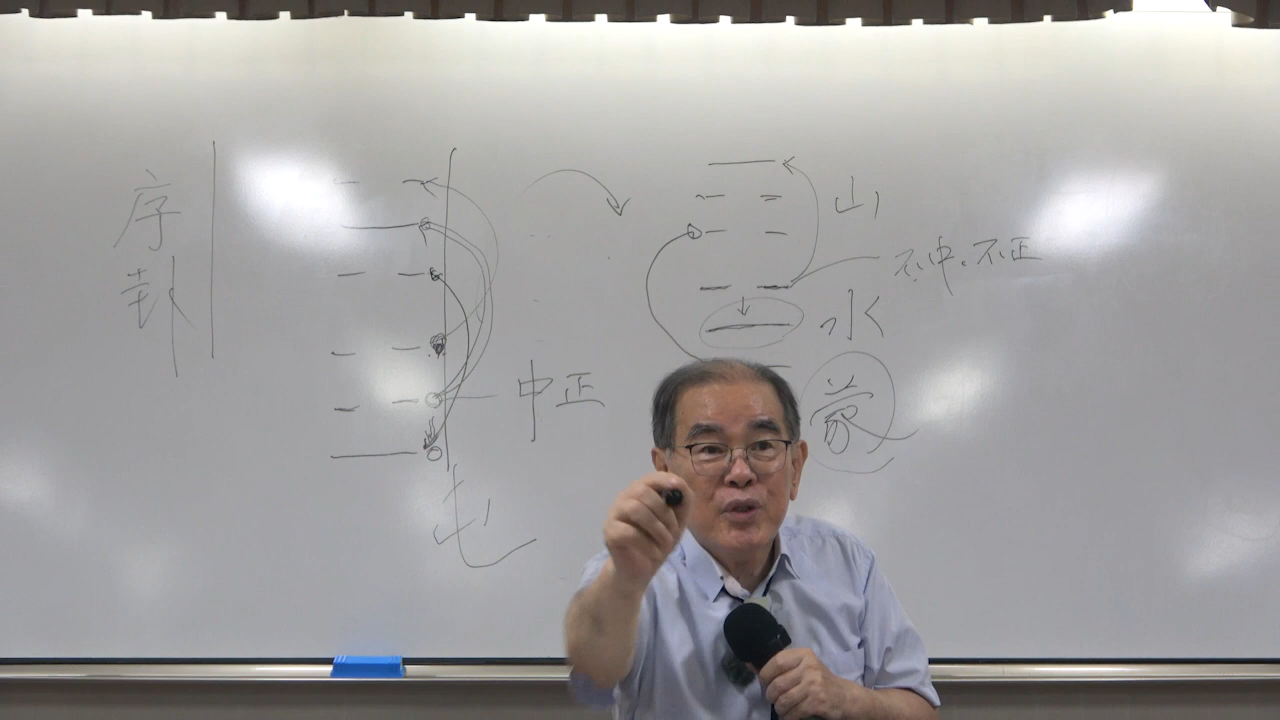 序
卦
屯
中正
山
不中、不正
水
蒙